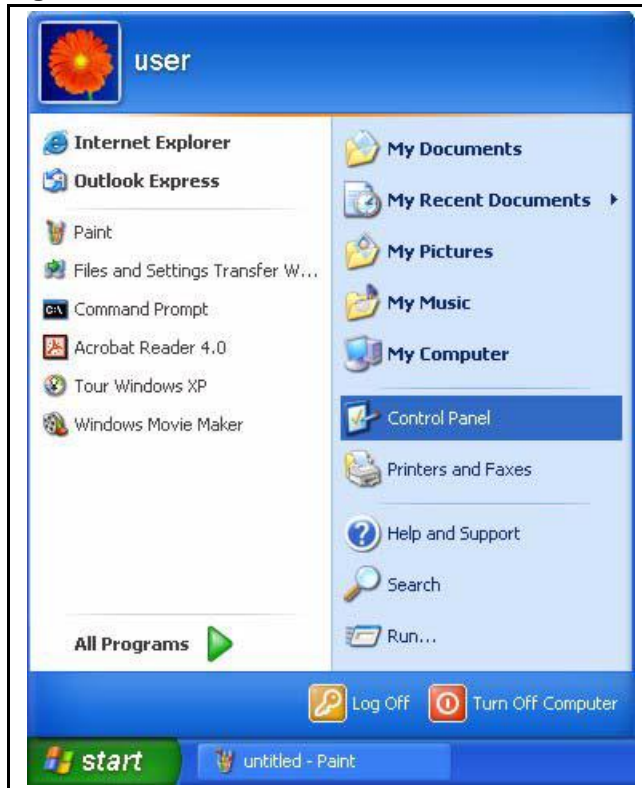 user
Internet Explorer
Outlook Express
Paint
Files and Settings Transfer W...
Command Prompt
Acrobat Reader 4.0
Tour Windows XP
Windows Movie Maker
All Programs
My Documents
My Recent Documents
My Pictures
My Music
My Computer
Control Panel
Printers and Faxes
Help and Support
Search
Run...
Log Off
Turn Off Computer
start
untitled - Paint